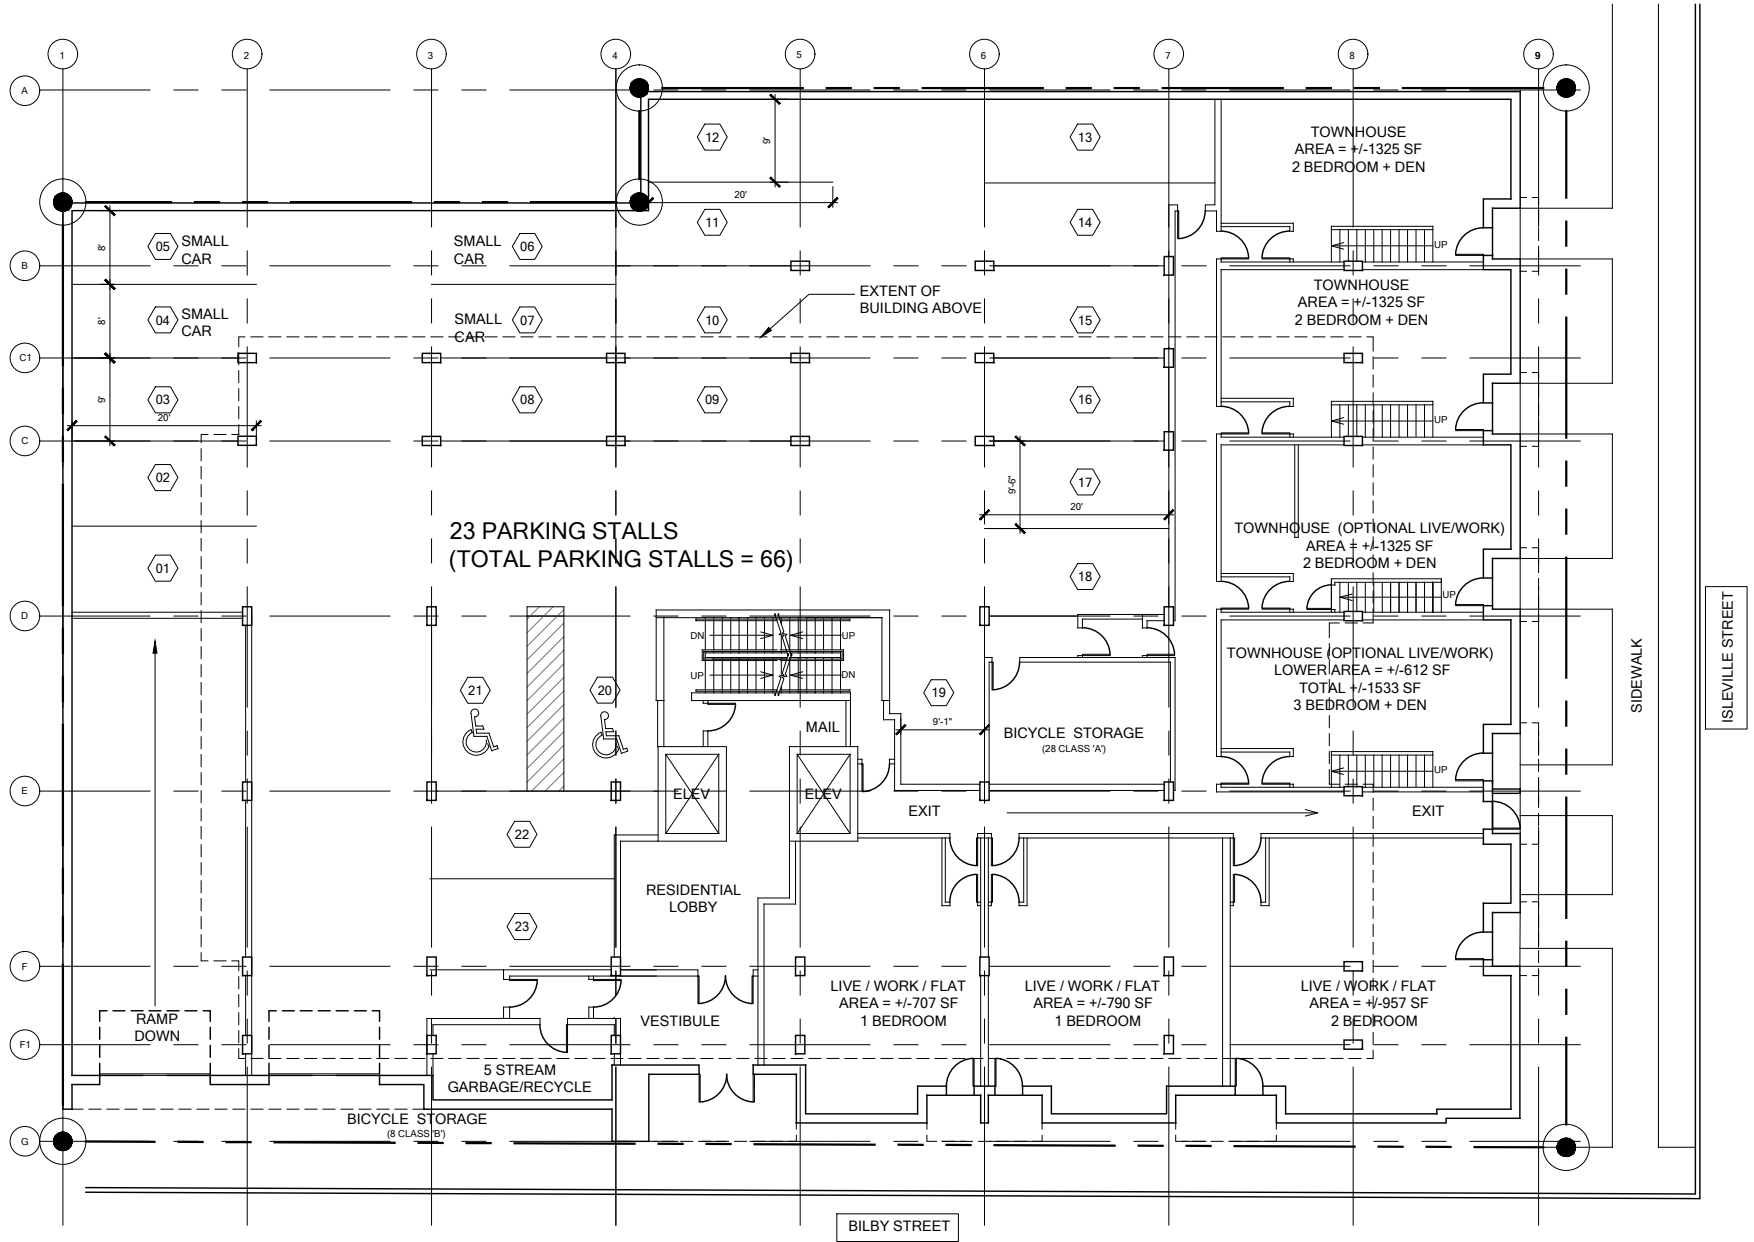 1
2
3
4
5
6
7
8
9
A
12
9'
13
TOWNHOUSE
AREA = +/-1325 SF
2 BEDROOM + DEN
20'
11
14
8'
05
SMALL
CAR
SMALL
CAR
06
UP
B
TOWNHOUSE
AREA = +/-1325 SF
2 BEDROOM + DEN
EXTENT OF
BUILDING ABOVE
8'
04
SMALL
CAR
SMALL
CAR
07
10
15
C1
9'
03
20'
08
09
16
UP
C
02
9'-6"
17
20'
23 PARKING STALLS
(TOTAL PARKING STALLS = 66)
TOWNHOUSE (OPTIONAL LIVE/WORK)
AREA = +/-1325 SF
2 BEDROOM + DEN
01
18
UP
D
DN
UP
UP
DN
TOWNHOUSE (OPTIONAL LIVE/WORK)
LOWER AREA = +/-612 SF
TOTAL +/-1533 SF
3 BEDROOM + DEN
SIDEWALK
ISLEVILLE STREET
21
20
19
9'-1"
MAIL
BICYCLE STORAGE
(28 CLASS 'A')
UP
E
ELEV
ELEV
EXIT
EXIT
22
RESIDENTIAL
LOBBY
23
F
LIVE / WORK / FLAT
AREA = +/-707 SF
1 BEDROOM
LIVE / WORK / FLAT
AREA = +/-790 SF
1 BEDROOM
LIVE / WORK / FLAT
AREA = +/-957 SF
2 BEDROOM
RAMP
DOWN
VESTIBULE
F1
5 STREAM
GARBAGE/RECYCLE
BICYCLE STORAGE
(8 CLASS 'B')
G
BILBY STREET